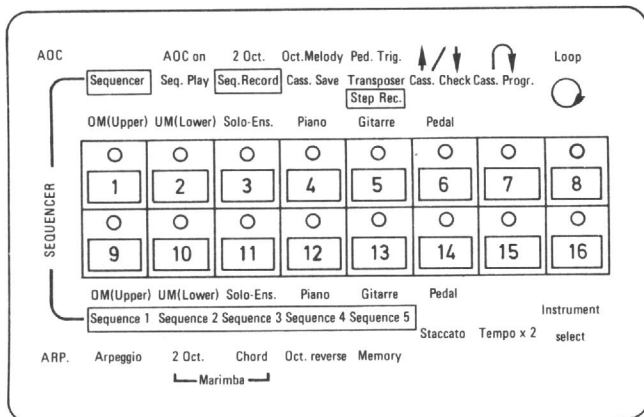 AOC AOC on 2 Oct. Oct.Melody Ped. Trig. Loop
Sequencer Seq. Play Seq.Record Cass. Save Transposer Cass. Check Cass. Progr.
Step Rec.
OM(Upper) UM(Lower) Solo-Ens. Piano Gitarre Pedal
1 2 3 4 5 6 7 8
SEQUENCER
9 10 11 12 13 14 15 16
OM(Upper) UM(Lower) Solo-Ens. Piano Gitarre Pedal
Sequence 1 Sequence 2 Sequence 3 Sequence 4 Sequence 5
Staccato Tempo x 2 Instrument select
ARP. Arpeggio 2 Oct. Chord Oct. reverse Memory
Marimba